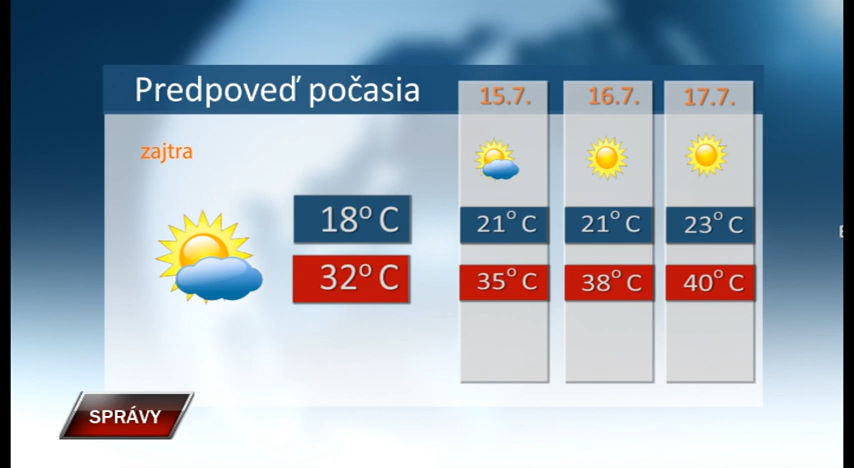 Predpoveď počasia
zajtra
18° C
32° C
15.7. 16.7. 17.7.
21° C 21° C 23° C
35° C 38° C 40° C
SPRÁVY